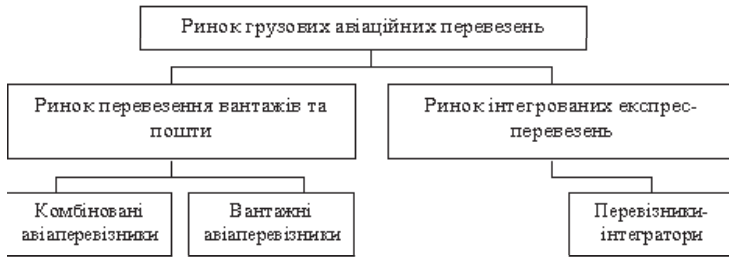 Ринок грузових авіаційних перевезень
Ринок перевезення вантажів та
пошти
Ринок інтегрованих експрес-
перевезень
Комбіновані
авіаперевізники
Вантажні
авіаперевізники
Перевізники-
інтегратори